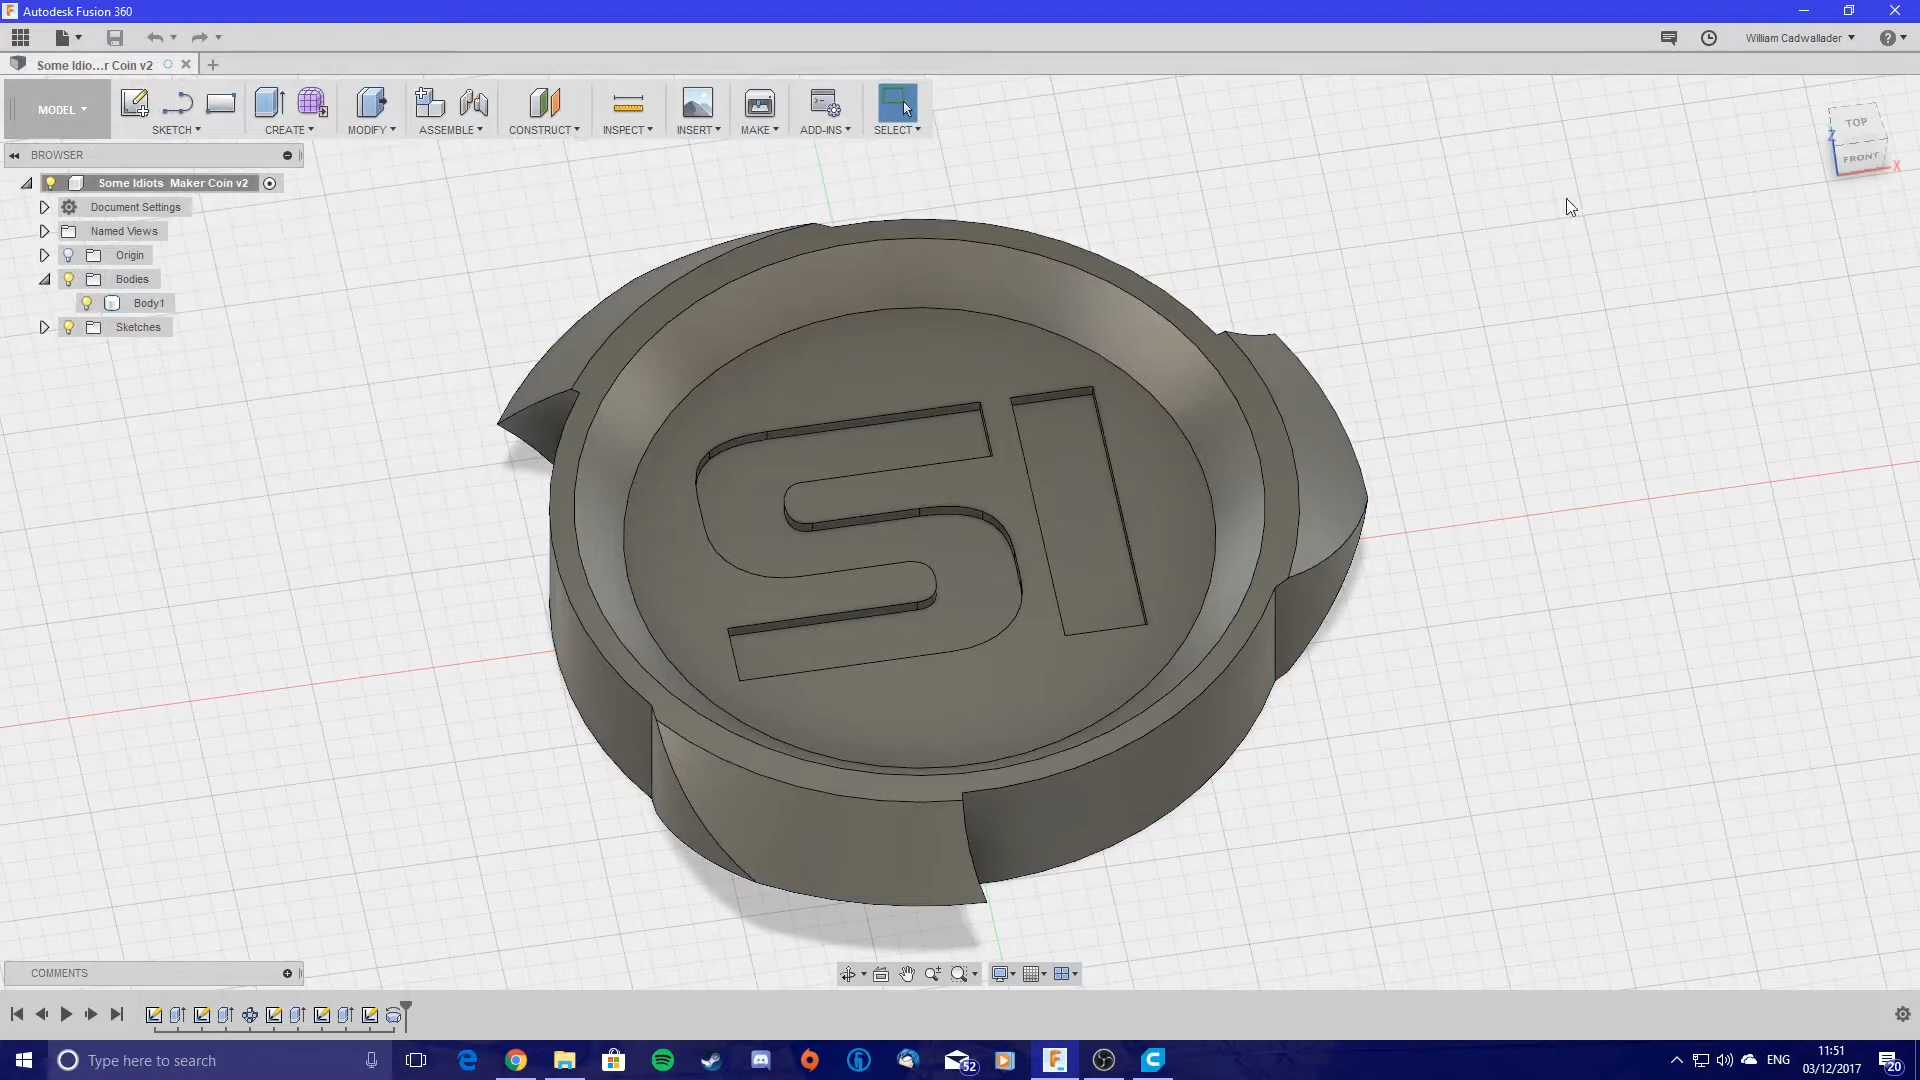 Autodesk Fusion 360
William Cadwallader
Some Idio...r Coin v2
MODEL
SKETCH
CREATE
MODIFY
ASSEMBLE
CONSTRUCT
INSPECT
INSERT
MAKE
ADD-INS
SELECT
TOP
FRONT
Z
X
BROWSER
Some Idiots Maker Coin v2
Document Settings
Named Views
Origin
Bodies
Body1
Sketches
SI
COMMENTS
Type here to search
52
ENG
11:51
03/12/2017
20